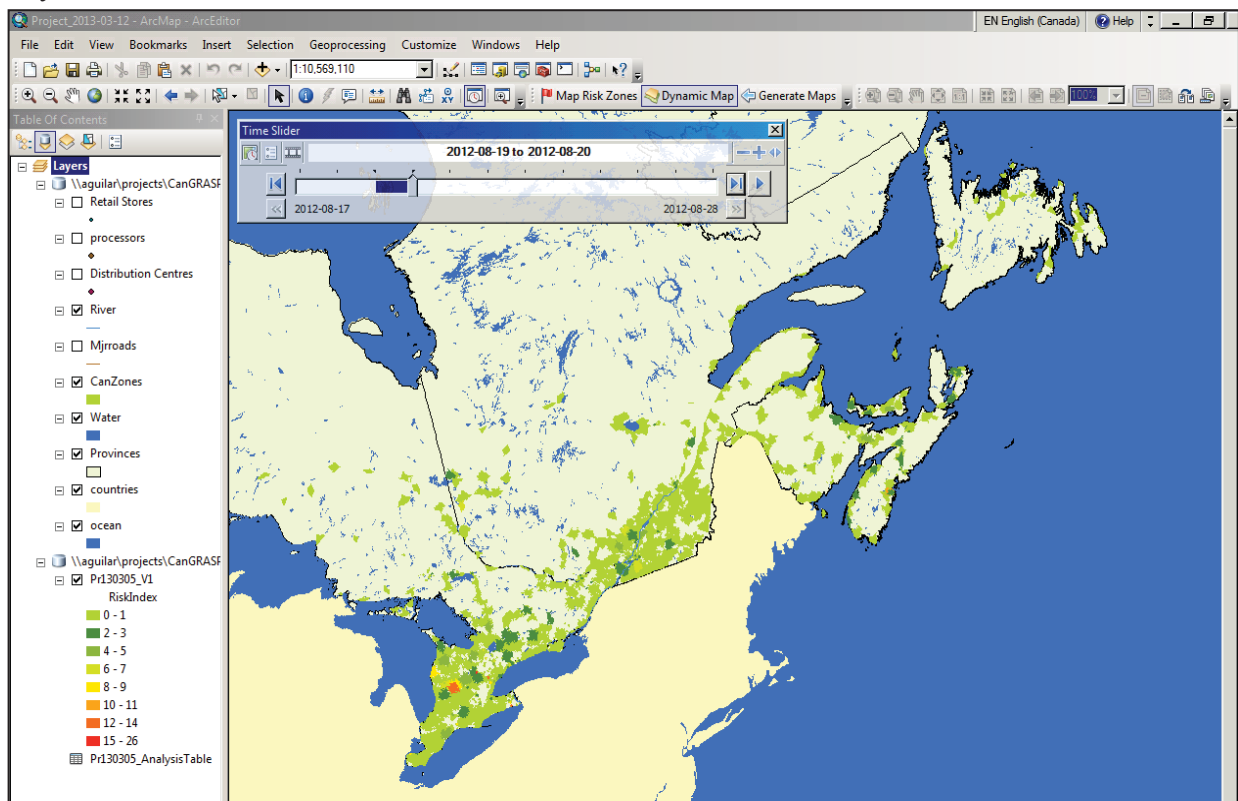 Project_2013-03-12 - ArcMap - ArcEditor
EN English (Canada) Help
File Edit View Bookmarks Insert Selection Geoprocessing Customize Windows Help
1:10,569,110
Map Risk Zones Dynamic Map Generate Maps 100%
Table Of Contents
Layers
\\aguilar\projects\CanGRASP
Retail Stores
processors
Distribution Centres
River
Mjrroads
CanZones
Water
Provinces
countries
ocean
\\aguilar\projects\CanGRASP
Pr130305_V1
RiskIndex
0 - 1
2 - 3
4 - 5
6 - 7
8 - 9
10 - 11
12 - 14
15 - 26
Pr130305_AnalysisTable
Time Slider
2012-08-19 to 2012-08-20
2012-08-17 2012-08-28